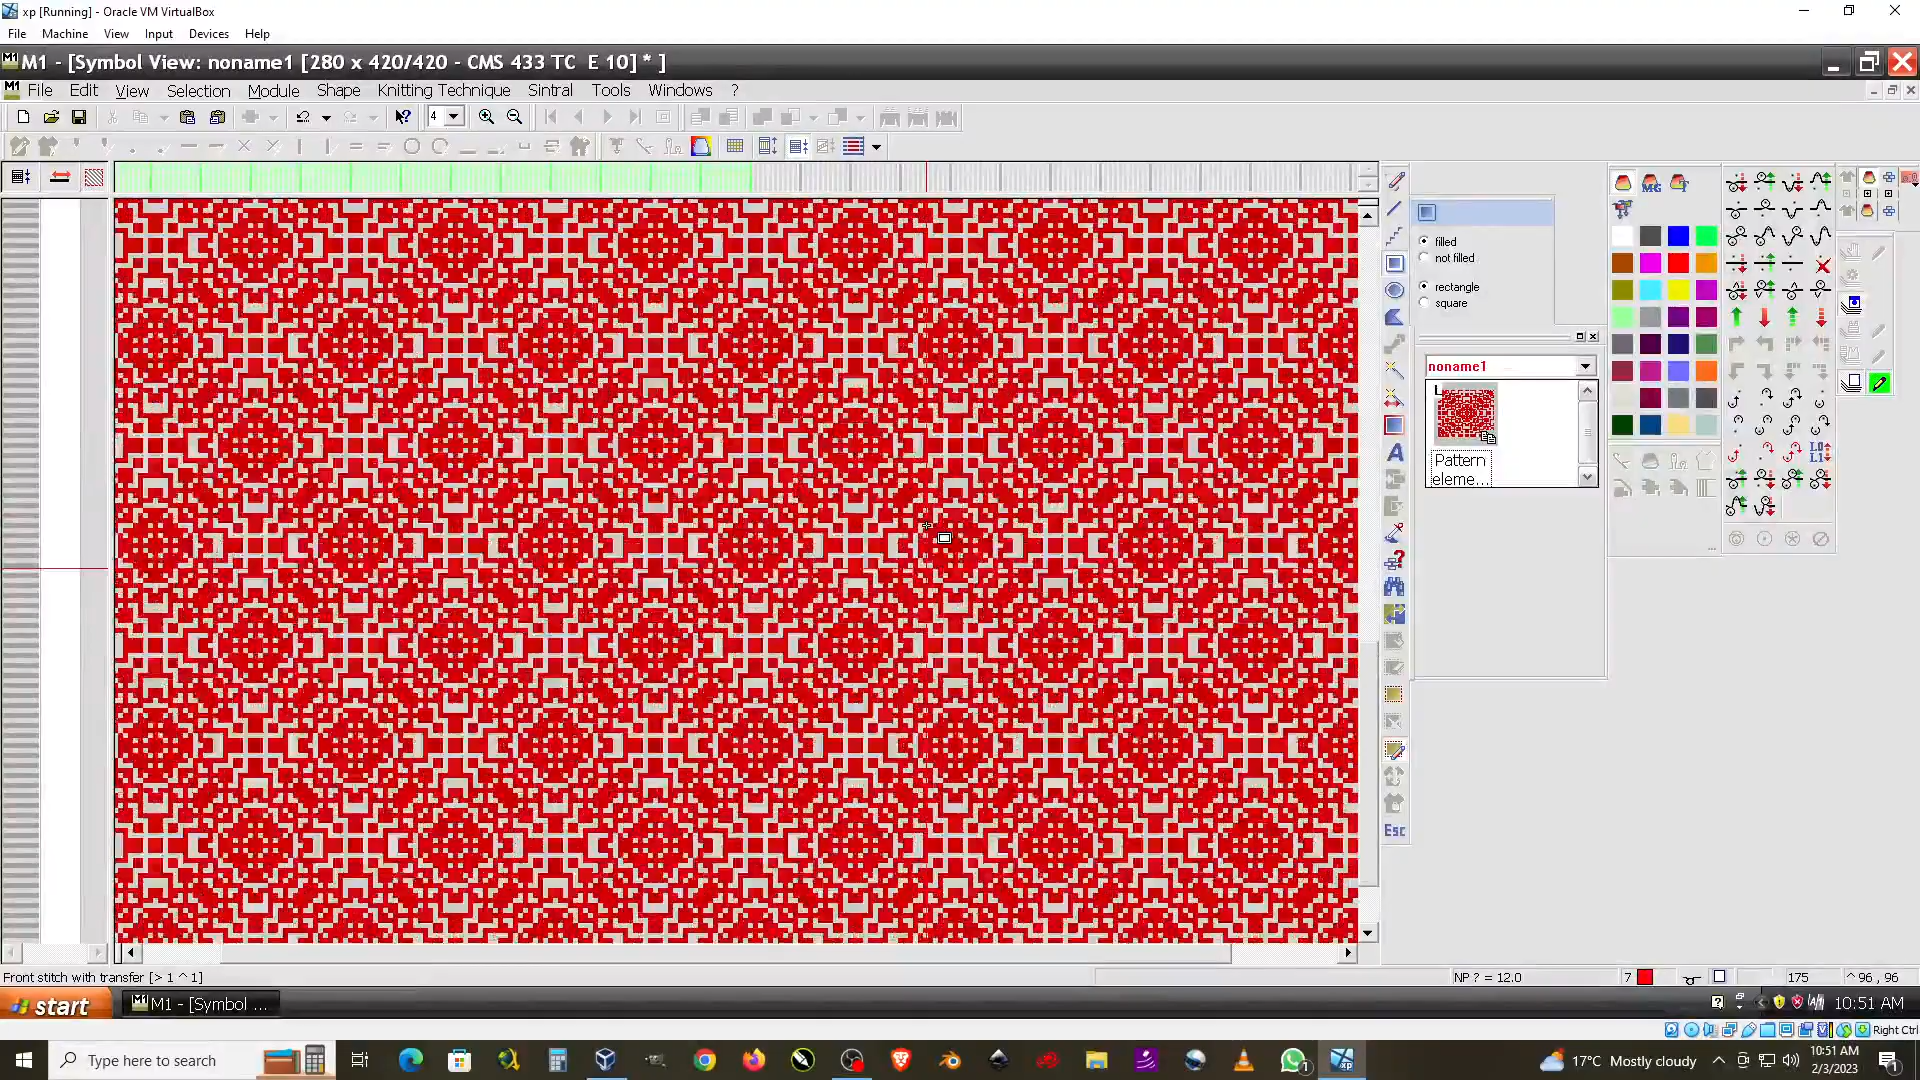 xp [Running] - Oracle VM VirtualBox
File Machine View Input Devices Help
M1 - [Symbol View: noname1 [280 x 420/420 - CMS 433 TC E 10] * ]
File Edit View Selection Module Shape Knitting Technique Sintral Tools Windows ?
4
MG
filled
not filled
rectangle
square
noname1
L
Pattern
eleme...
A
Esc
L0
L1
Front stitch with transfer [> 1 ^ 1]
NP ? = 12.0
7
175
^ 96 , 96
start
M1 - [Symbol ...
10:51 AM
Right Ctrl
Type here to search
xp
17°C Mostly cloudy
10:51 AM
2/3/2023